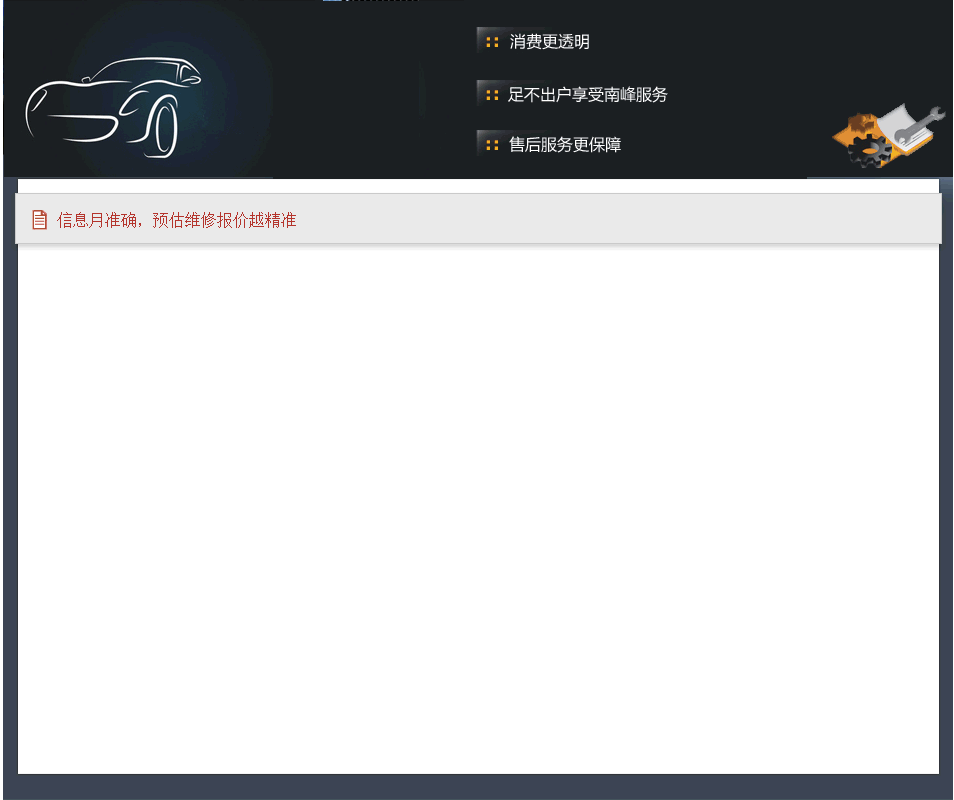 消费更透明
足不出户享受南峰服务
售后服务更保障
信息月准确，预估维修报价越精准